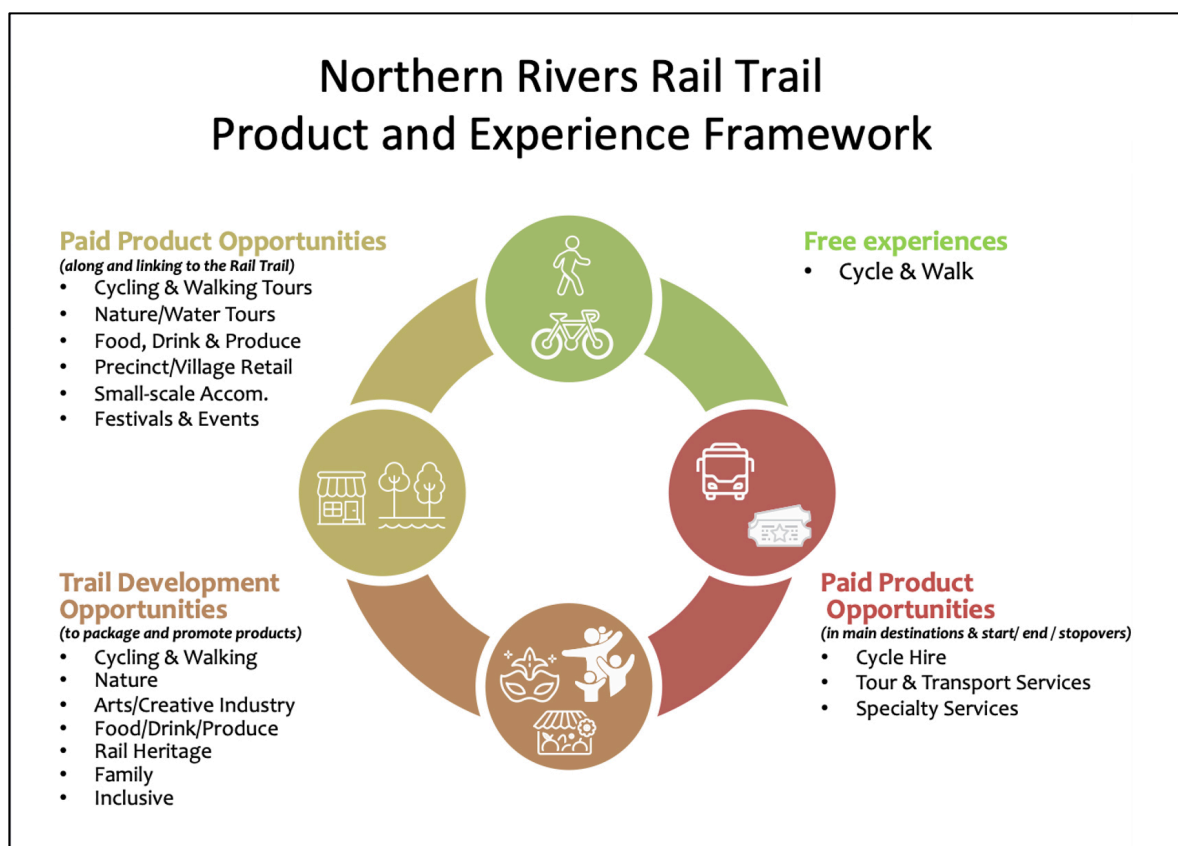 Northern Rivers Rail Trail
Product and Experience Framework
Paid Product Opportunities
(along and linking to the Rail Trail)
• Cycling & Walking Tours
• Nature/Water Tours
• Food, Drink & Produce
• Precinct/Village Retail
• Small-scale Accom.
• Festivals & Events
Free experiences
• Cycle & Walk
Trail Development
Opportunities
(to package and promote products)
• Cycling & Walking
• Nature
• Arts/Creative Industry
• Food/Drink/Produce
• Rail Heritage
• Family
• Inclusive
Paid Product
Opportunities
(in main destinations & start/ end / stopovers)
• Cycle Hire
• Tour & Transport Services
• Specialty Services